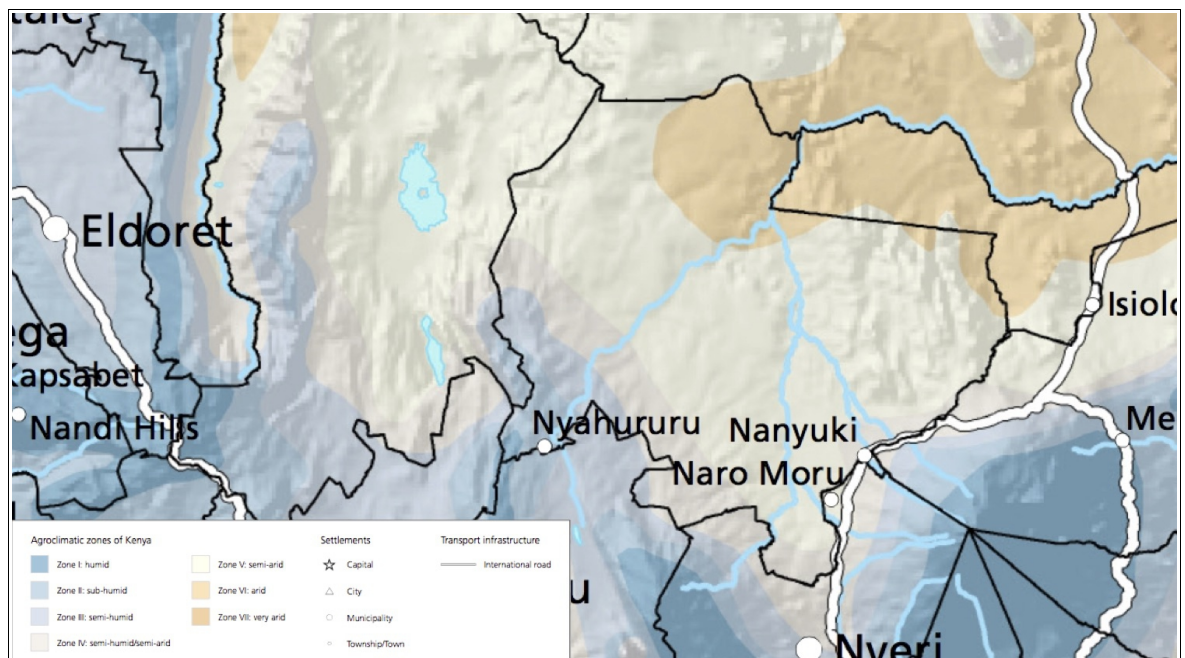 tale
Eldoret
ega
Kapsabet
Nandi Hills
Nyahururu
Nanyuki
Naro Moru
Isiolo
Me
u
Nyeri
Agroclimatic zones of Kenya
Zone I: humid
Zone II: sub-humid
Zone III: semi-humid
Zone IV: semi-humid/semi-arid
Zone V: semi-arid
Zone VI: arid
Zone VII: very arid
Settlements
Capital
City
Municipality
Township/Town
Transport infrastructure
International road